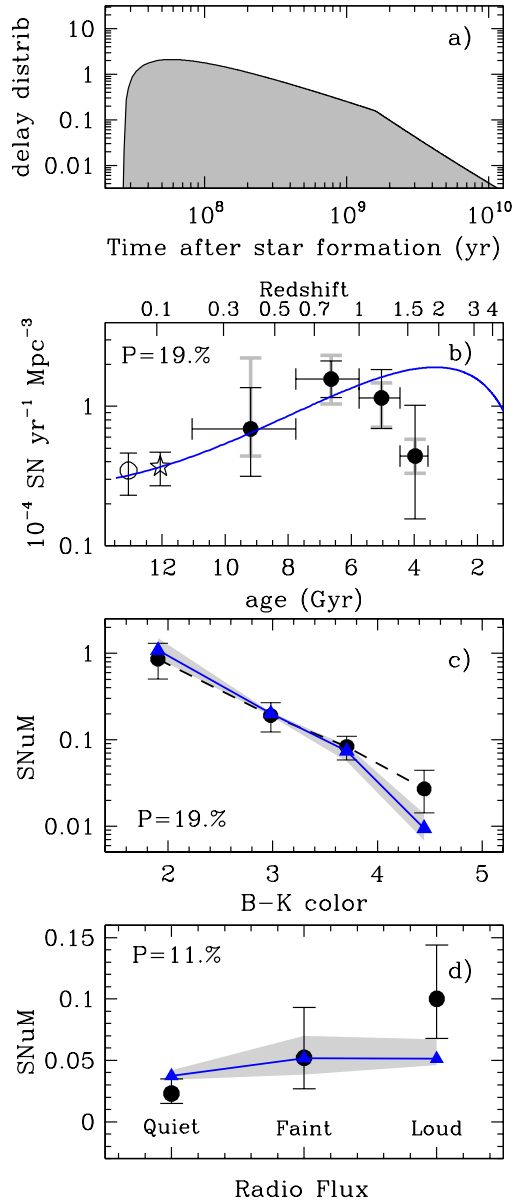 a)
delay distrib
10
1
0.1
0.01
10^8
10^9
10^10
Time after star formation (yr)
Redshift
0.1 0.3 0.5 0.7 1 1.5 2 3 4
P=19.%
b)
10^-4 SN yr^-1 Mpc^-3
1
0.1
12 10 8 6 4 2
age (Gyr)
c)
SNuM
1
0.1
0.01
P=19.%
2 3 4 5
B-K color
P=11.%
d)
SNuM
0.15
0.1
0.05
0
Quiet Faint Loud
Radio Flux